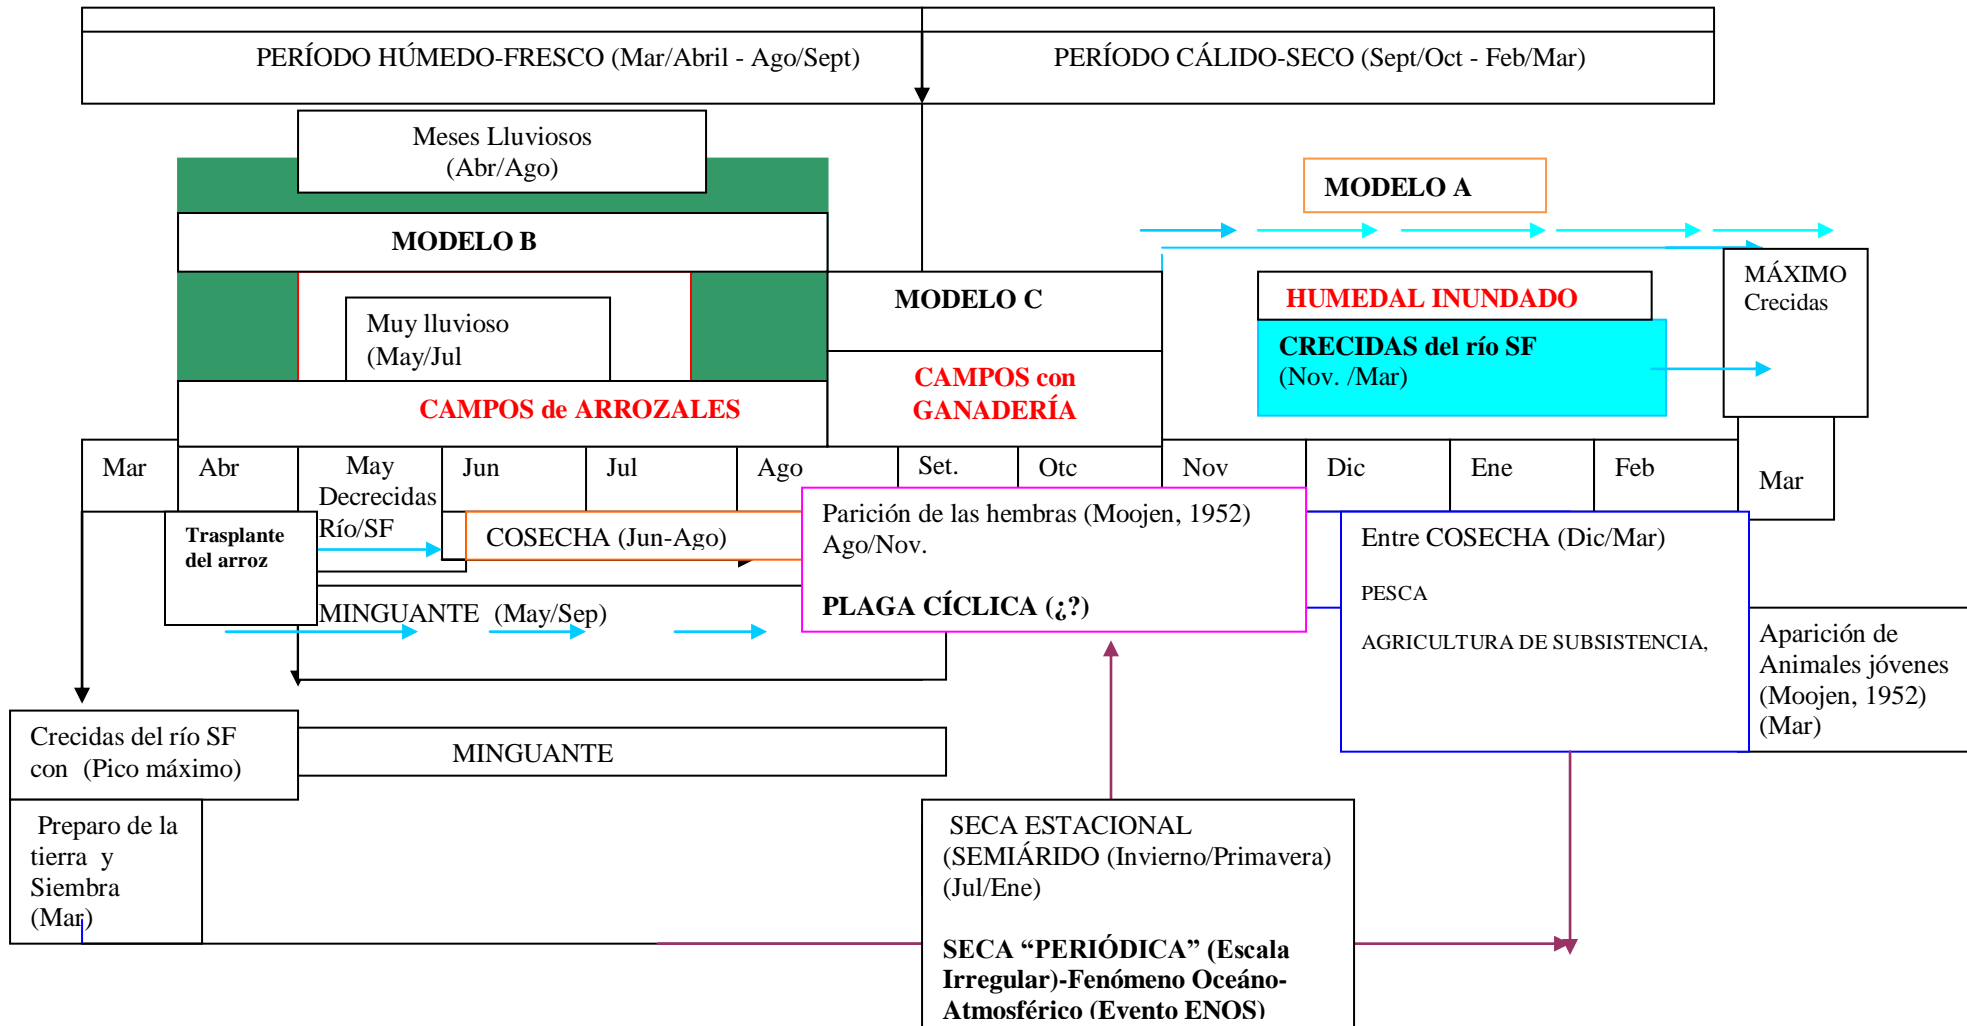 PERÍODO HÚMEDO-FRESCO (Mar/Abril - Ago/Sept)
PERÍODO CÁLIDO-SECO (Sept/Oct - Feb/Mar)
Meses Lluviosos
(Abr/Ago)
MODELO A
MODELO B
MODELO C
HUMEDAL INUNDADO
MÁXIMO
Crecidas
Muy lluvioso
(May/Jul
CRECIDAS del río SF
(Nov. /Mar)
CAMPOS de ARROZALES
CAMPOS con
GANADERÍA
Mar
Abr
May
Decrecidas
Río/SF
Jun
Jul
Ago
Set.
Otc
Nov
Dic
Ene
Feb
Mar
Trasplante
del arroz
COSECHA (Jun-Ago)
Parición de las hembras (Moojen, 1952)
Ago/Nov.
PLAGA CÍCLICA (¿?)
Entre COSECHA (Dic/Mar)
PESCA
AGRICULTURA DE SUBSISTENCIA,
MINGUANTE (May/Sep)
Aparición de
Animales jóvenes
(Moojen, 1952)
(Mar)
Crecidas del río SF
con (Pico máximo)
MINGUANTE
Preparo de la
tierra y
Siembra
(Mar)
SECA ESTACIONAL
(SEMIÁRIDO (Invierno/Primavera)
(Jul/Ene)
SECA “PERIÓDICA” (Escala
Irregular)-Fenómeno Oceáno-
Atmosférico (Evento ENOS)